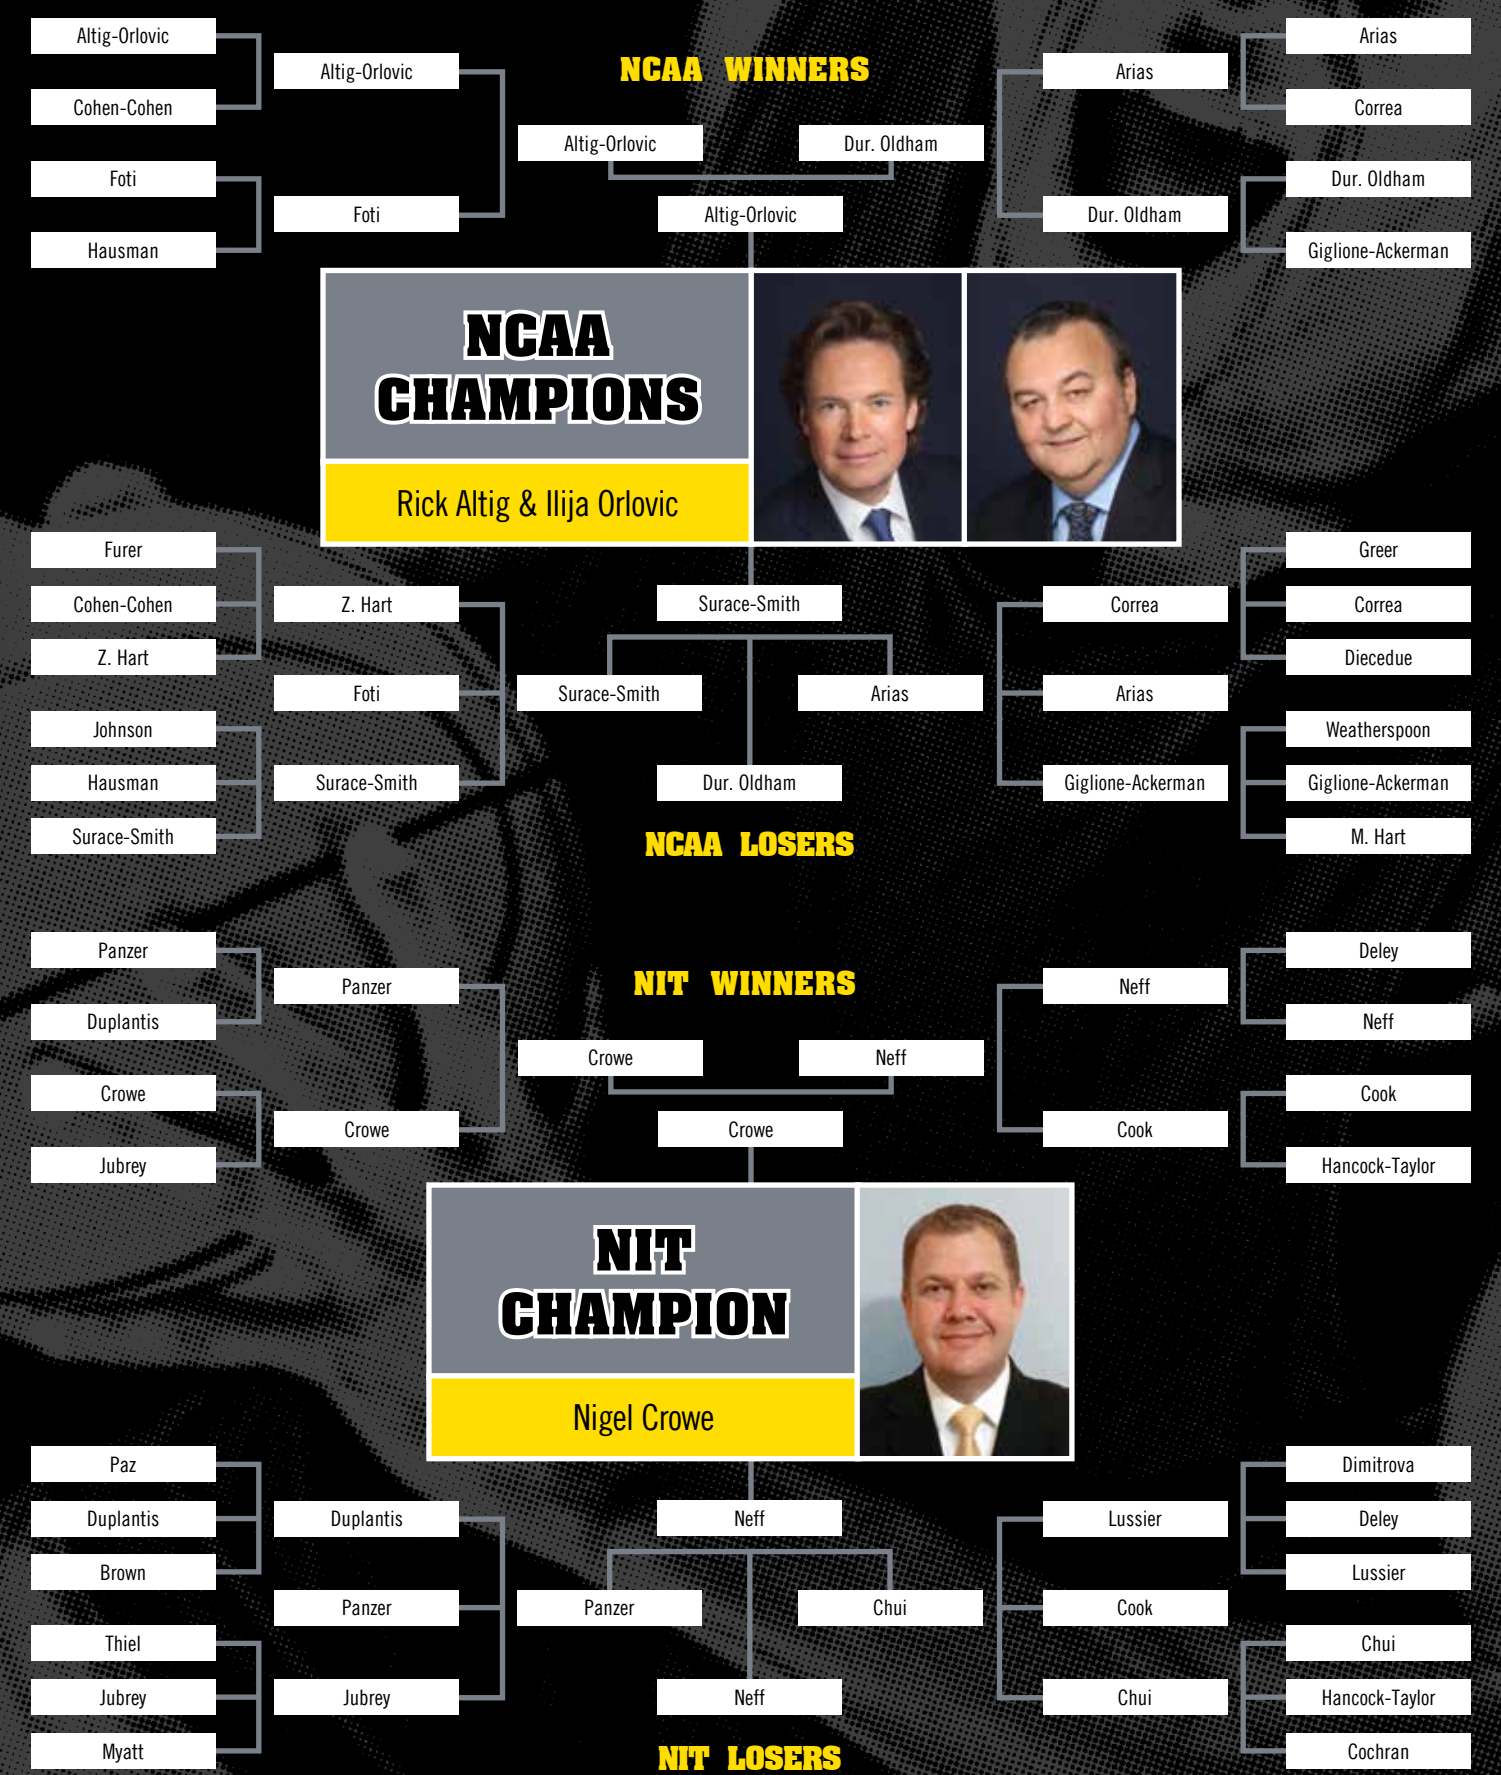 Altig-Orlovic
Cohen-Cohen
Foti
Hausman
Altig-Orlovic
Foti
NCAA WINNERS
Altig-Orlovic
Dur. Oldham
Altig-Orlovic
Arias
Dur. Oldham
Arias
Correa
Dur. Oldham
Giglione-Ackerman
NCAA
CHAMPIONS
Rick Altig & Ilija Orlovic
Furer
Cohen-Cohen
Z. Hart
Johnson
Hausman
Surace-Smith
Z. Hart
Foti
Surace-Smith
Surace-Smith
Surace-Smith
Arias
Dur. Oldham
NCAA LOSERS
Correa
Arias
Giglione-Ackerman
Greer
Correa
Diecedue
Weatherspoon
Giglione-Ackerman
M. Hart
Panzer
Duplantis
Crowe
Jubrey
Panzer
Crowe
NIT WINNERS
Crowe
Neff
Crowe
Neff
Cook
Deley
Neff
Cook
Hancock-Taylor
NIT
CHAMPION
Nigel Crowe
Paz
Duplantis
Brown
Thiel
Jubrey
Myatt
Duplantis
Panzer
Jubrey
Neff
Panzer
Chui
Neff
NIT LOSERS
Lussier
Cook
Chui
Dimitrova
Deley
Lussier
Chui
Hancock-Taylor
Cochran